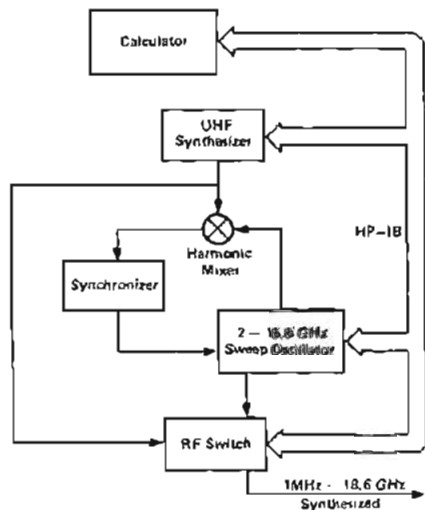 Calculator
UHF
Synthesizer
HP-IB
Harmonic
Mixer
Synchronizer
2 - 18.6 GHz
Sweep Oscillator
RF Switch
1MHz - 18.6 GHz
Synthesized